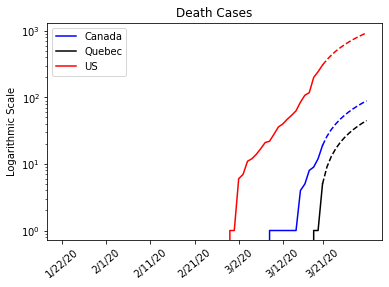 Death Cases
Canada
Quebec
US
Logarithmic Scale
10³
10²
10¹
10⁰
1/22/20
2/1/20
2/11/20
2/21/20
3/2/20
3/12/20
3/21/20